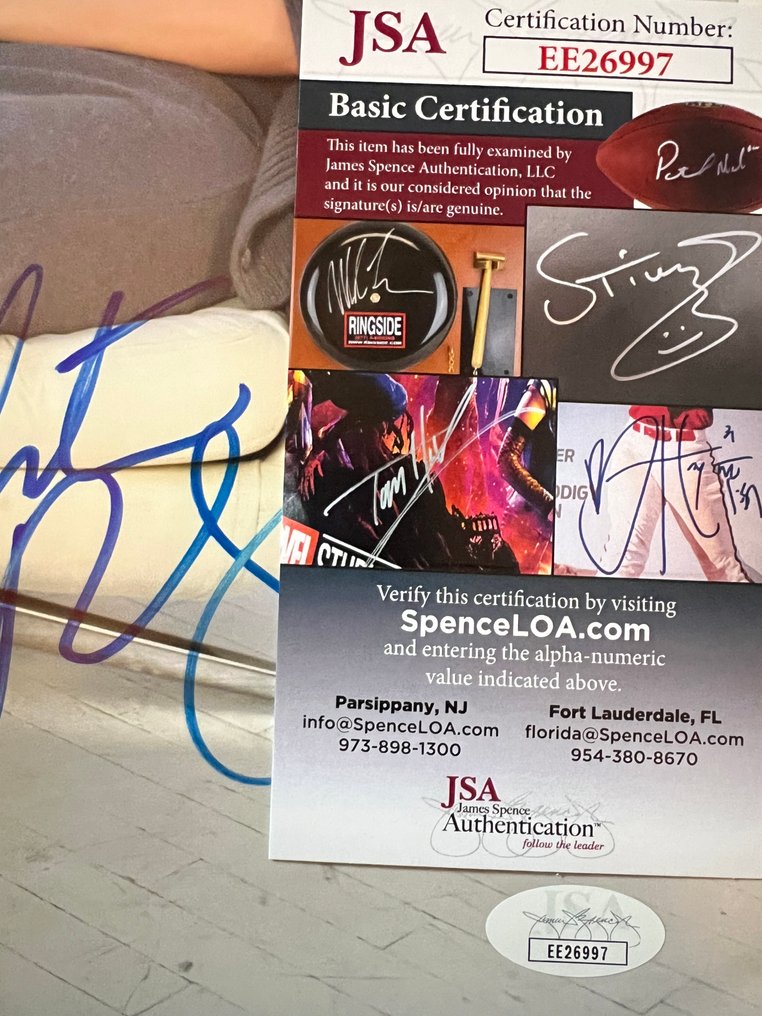 JSA
Certification Number:
EE26997
Basic Certification
This item has been fully examined by
James Spence Authentication, LLC
and it is our considered opinion that the
signature(s) is/are genuine.
RINGSIDE
Verify this certification by visiting
SpenceLOA.com
and entering the alpha-numeric
value indicated above.
Parsippany, NJ
info@SpenceLOA.com
973-898-1300
Fort Lauderdale, FL
florida@SpenceLOA.com
954-380-8670
JSA
James Spence
Authentication™
follow the leader
JSA
EE26997